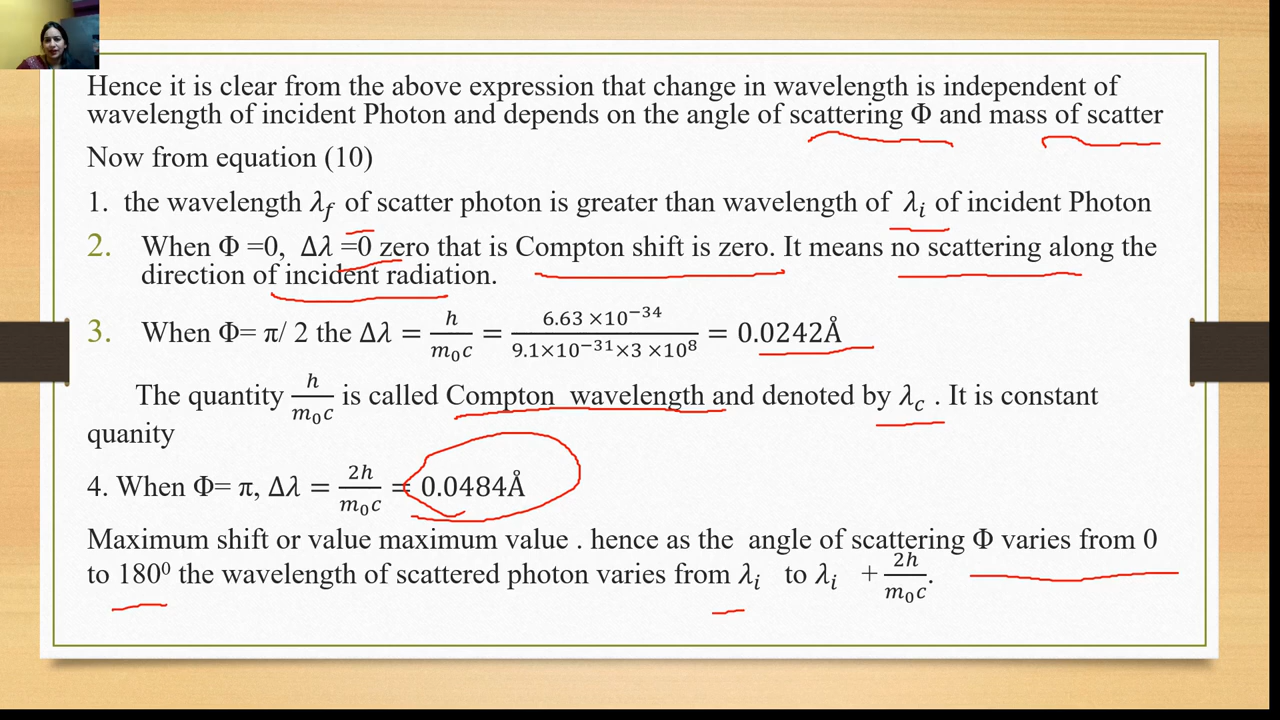 Hence it is clear from the above expression that change in wavelength is independent of
wavelength of incident Photon and depends on the angle of scattering Φ and mass of scatter
Now from equation (10)
1. the wavelength λ_f of scatter photon is greater than wavelength of λ_i of incident Photon
2. When Φ =0, Δλ =0 zero that is Compton shift is zero. It means no scattering along the
direction of incident radiation.
3. When Φ= π/ 2 the Δλ = h/(m₀c) = (6.63 ×10⁻³⁴)/(9.1×10⁻³¹×3 ×10⁸) = 0.0242Å
The quantity h/(m₀c) is called Compton wavelength and denoted by λ_c . It is constant
quanity
4. When Φ= π, Δλ = 2h/(m₀c) = 0.0484Å
Maximum shift or value maximum value . hence as the angle of scattering Φ varies from 0
to 180⁰ the wavelength of scattered photon varies from λ_i to λ_i + 2h/(m₀c).